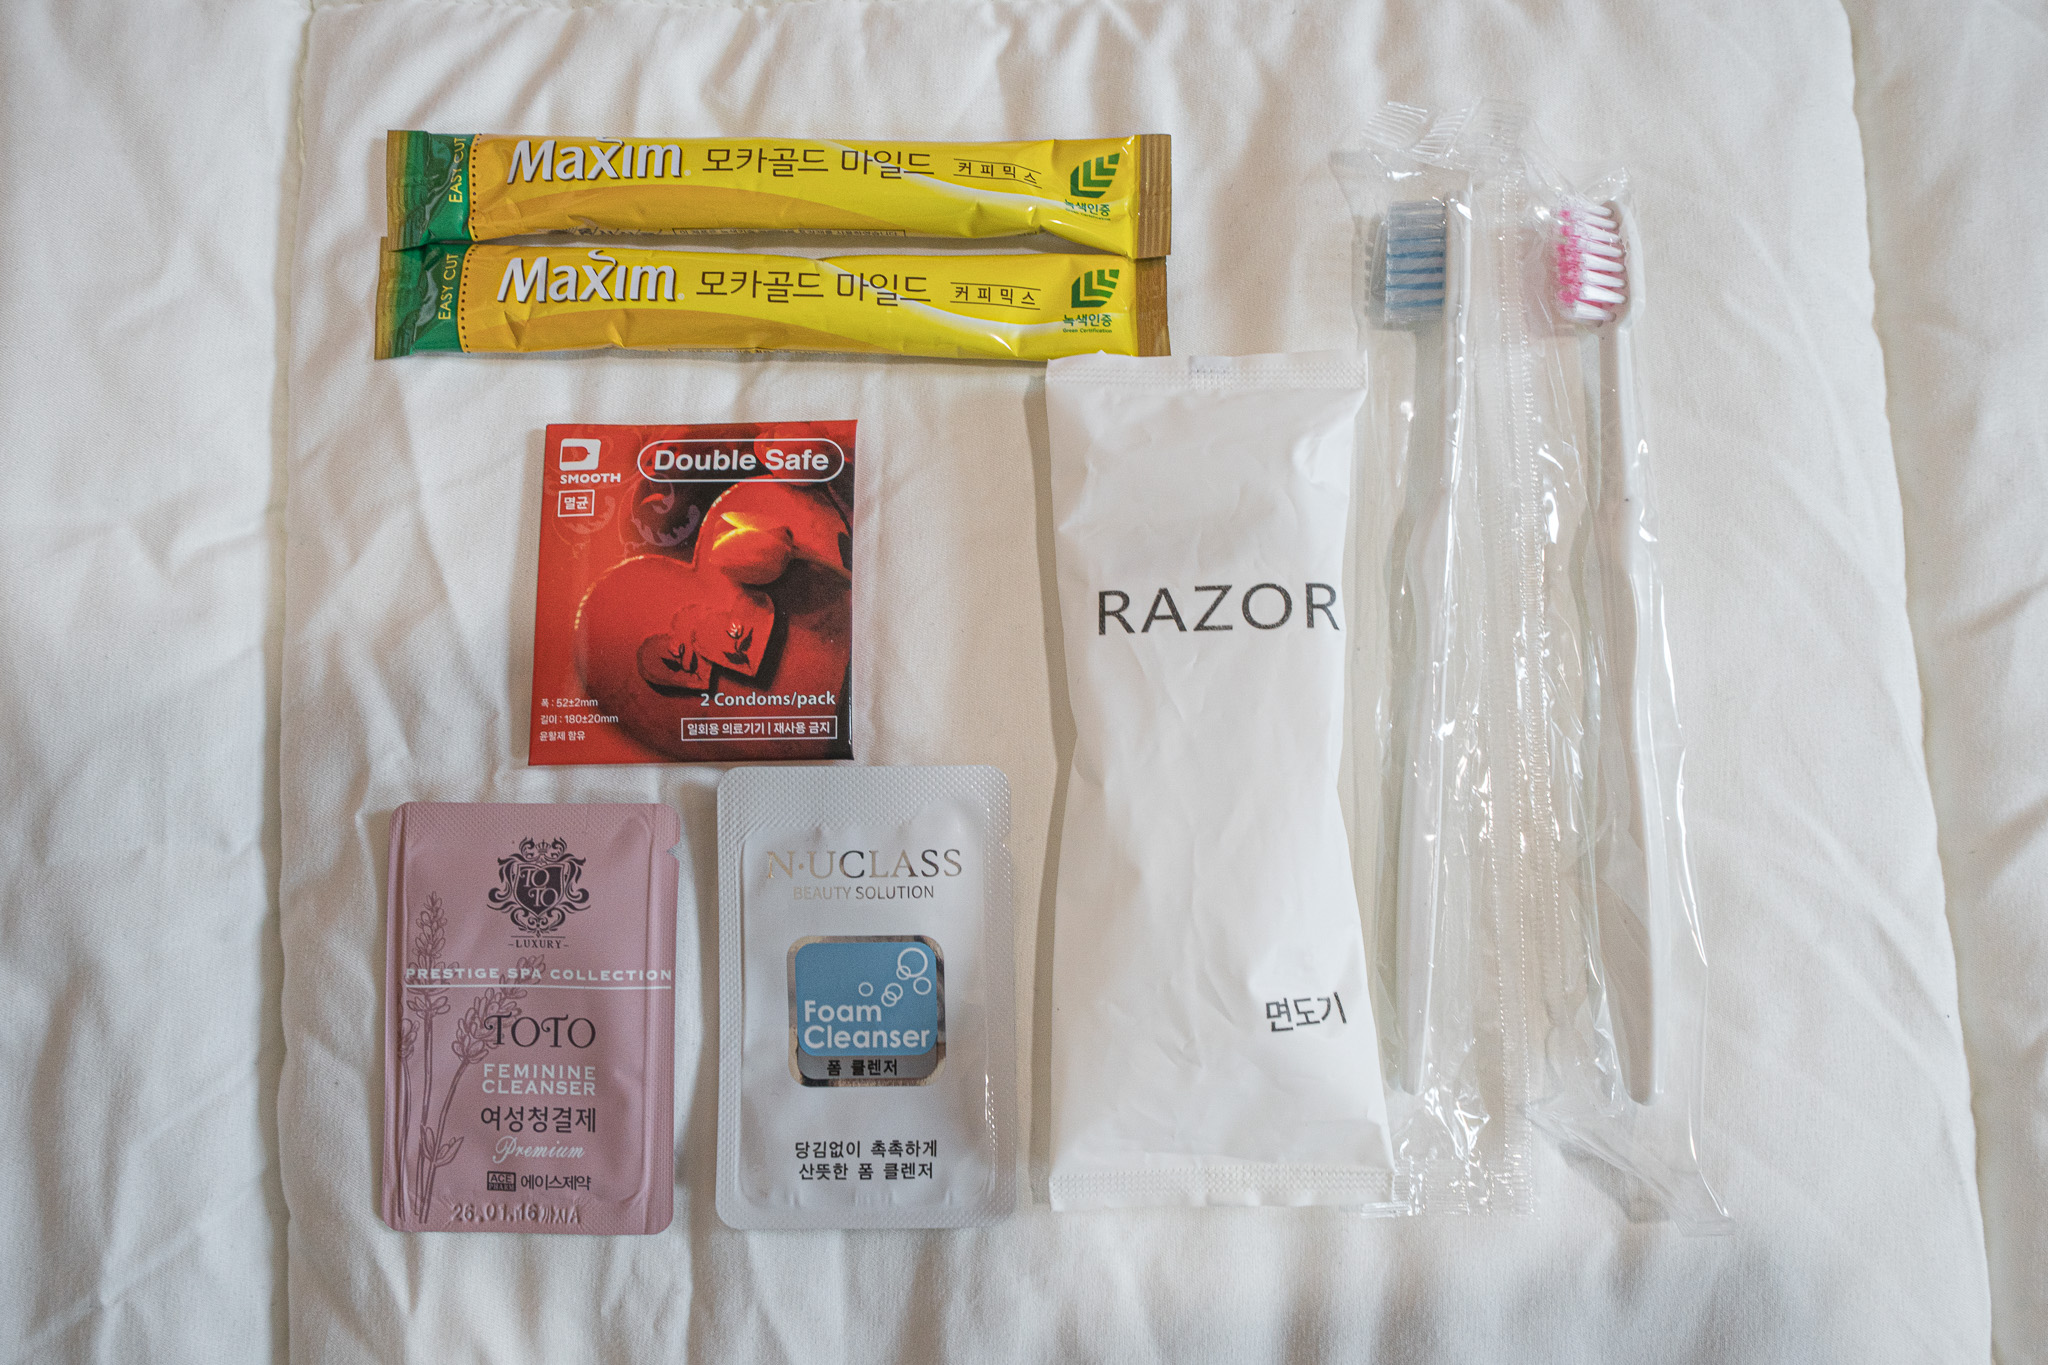 EASY CUT
Maxim 모카골드 마일드 커피믹스
녹색인증
EASY CUT
Maxim 모카골드 마일드 커피믹스
녹색인증
Green Certification
SMOOTH
Double Safe
멸균
폭 : 52±2mm
길이 : 180±20mm
윤활제 함유
2 Condoms/pack
일회용 의료기기 | 재사용 금지
RAZOR
면도기
TO
TO
~LUXURY~
PRESTIGE SPA COLLECTION
TOTO
FEMININE
CLEANSER
여성청결제
Premium
ACE
PHARM
에이스제약
26.01.16까지A
N·UCLASS
BEAUTY SOLUTION
Foam
Cleanser
폼 클렌저
당김없이 촉촉하게
산뜻한 폼 클렌저